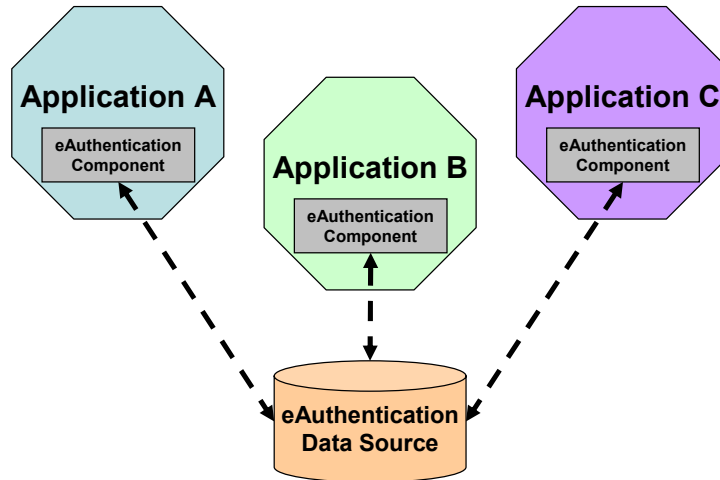 Application A
eAuthentication
Component
Application B
eAuthentication
Component
Application C
eAuthentication
Component
eAuthentication
Data Source